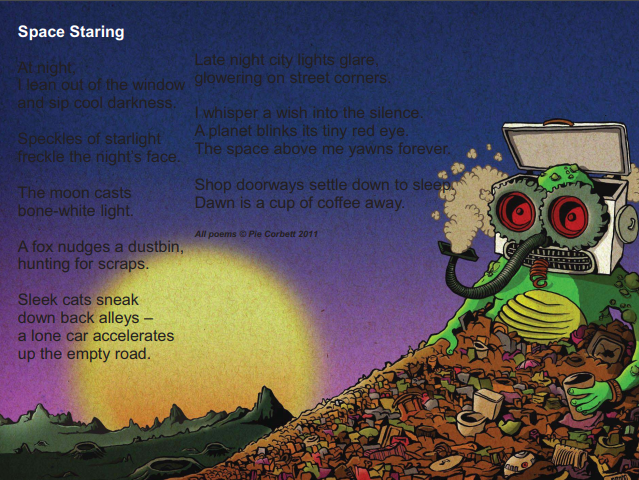 Space Staring
At night,
I lean out of the window
and sip cool darkness.
Speckles of starlight
freckle the night's face.
The moon casts
bone-white light.
A fox nudges a dustbin,
hunting for scraps.
Sleek cats sneak
down back alleys –
a lone car accelerates
up the empty road.
Late night city lights glare,
glowering on street corners.
I whisper a wish into the silence.
A planet blinks its tiny red eye.
The space above me yawns forever.
Shop doorways settle down to sleep.
Dawn is a cup of coffee away.
All poems © Pie Corbett 2011